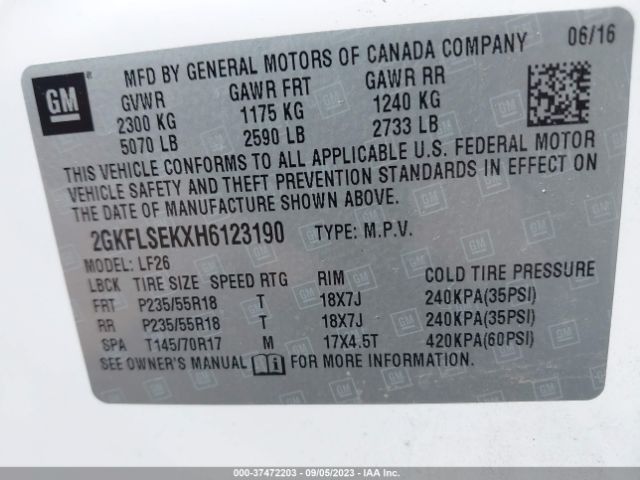 GM
MFD BY GENERAL MOTORS OF CANADA COMPANY 06/16
GVWR GAWR FRT GAWR RR
2300 KG 1175 KG 1240 KG
5070 LB 2590 LB 2733 LB
THIS VEHICLE CONFORMS TO ALL APPLICABLE U.S. FEDERAL MOTOR
VEHICLE SAFETY AND THEFT PREVENTION STANDARDS IN EFFECT ON
THE DATE OF MANUFACTURE SHOWN ABOVE.
2GKFLSEKXH6123190 TYPE: M.P.V.
MODEL: LF26
LBCK TIRE SIZE SPEED RTG RIM COLD TIRE PRESSURE
FRT P235/55R18 T 18X7J 240KPA(35PSI)
RR P235/55R18 T 18X7J 240KPA(35PSI)
SPA T145/70R17 M 17X4.5T 420KPA(60PSI)
SEE OWNER'S MANUAL FOR MORE INFORMATION.
000-37472203 - 09/05/2023 - IAA Inc.